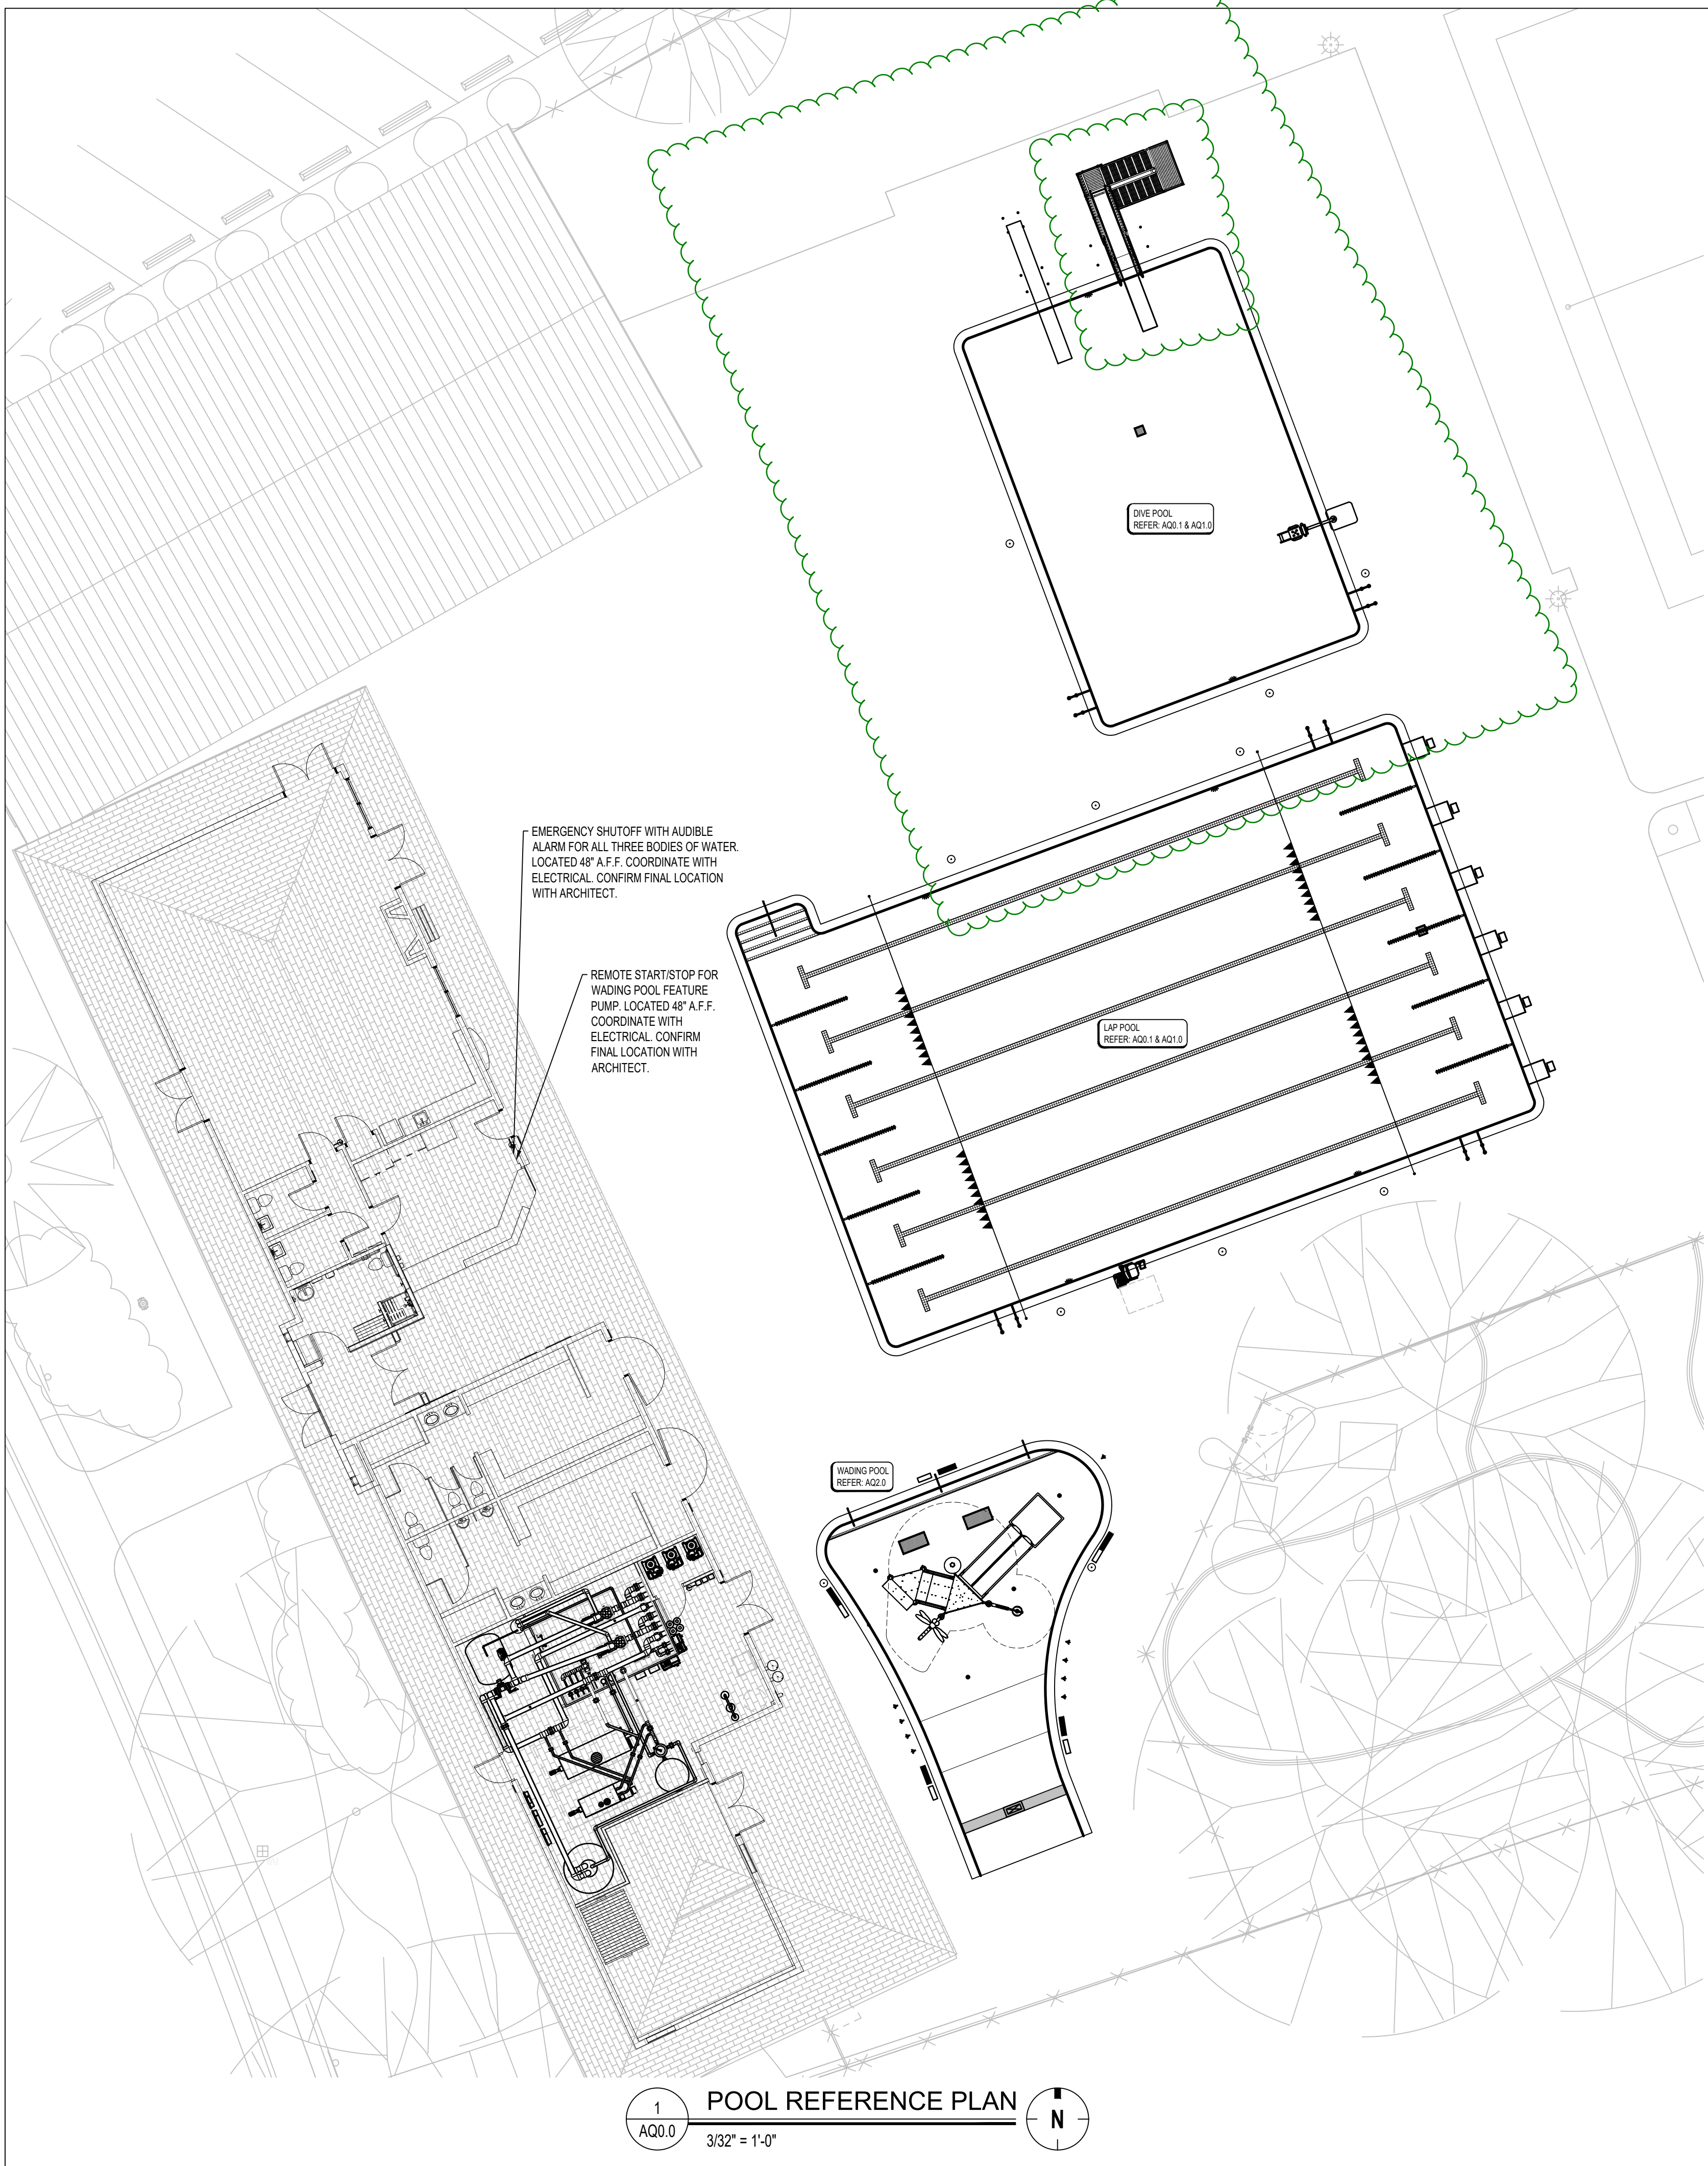 DIVE POOL
REFER: AQ0.1 & AQ1.0
EMERGENCY SHUTOFF WITH AUDIBLE
ALARM FOR ALL THREE BODIES OF WATER.
LOCATED 48" A.F.F. COORDINATE WITH
ELECTRICAL. CONFIRM FINAL LOCATION
WITH ARCHITECT.
REMOTE START/STOP FOR
WADING POOL FEATURE
PUMP. LOCATED 48" A.F.F.
COORDINATE WITH
ELECTRICAL. CONFIRM
FINAL LOCATION WITH
ARCHITECT.
LAP POOL
REFER: AQ0.1 & AQ1.0
WADING POOL
REFER: AQ2.0
1
AQ0.0
POOL REFERENCE PLAN
3/32" = 1'-0"
N